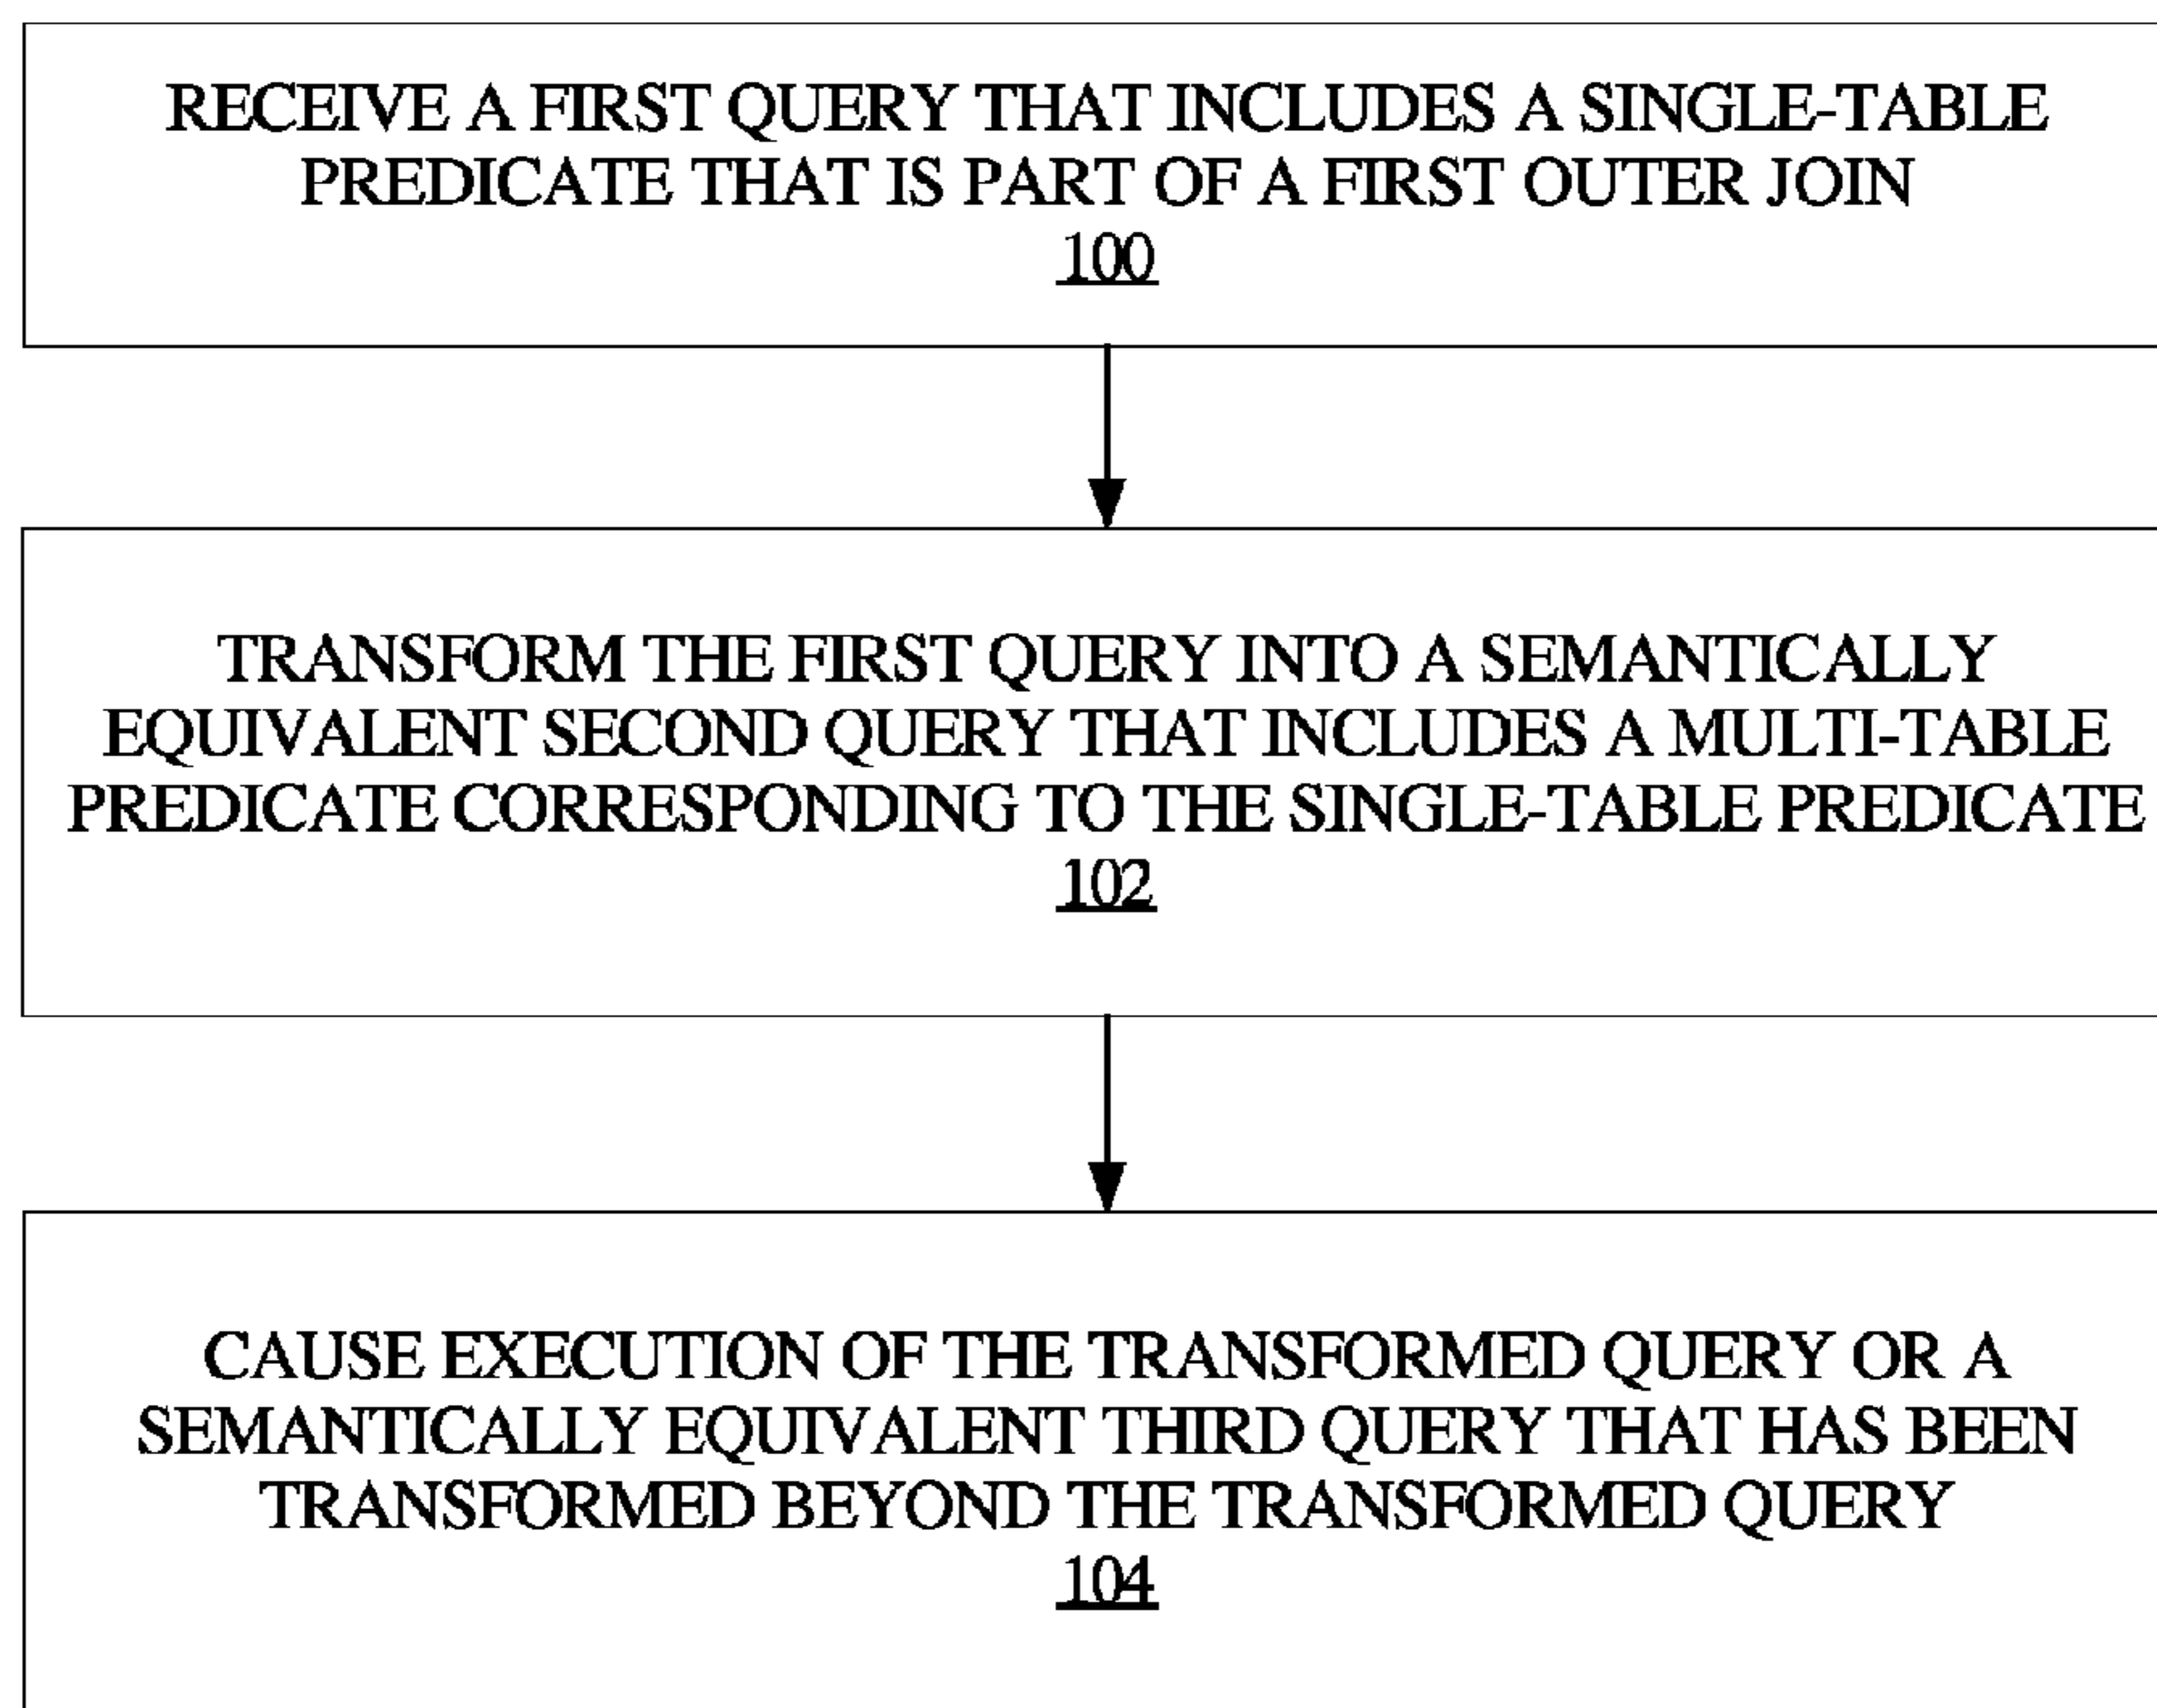 RECEIVE A FIRST QUERY THAT INCLUDES A SINGLE-TABLE
PREDICATE THAT IS PART OF A FIRST OUTER JOIN
100
TRANSFORM THE FIRST QUERY INTO A SEMANTICALLY
EQUIVALENT SECOND QUERY THAT INCLUDES A MULTI-TABLE
PREDICATE CORRESPONDING TO THE SINGLE-TABLE PREDICATE
102
CAUSE EXECUTION OF THE TRANSFORMED QUERY OR A
SEMANTICALLY EQUIVALENT THIRD QUERY THAT HAS BEEN
TRANSFORMED BEYOND THE TRANSFORMED QUERY
104